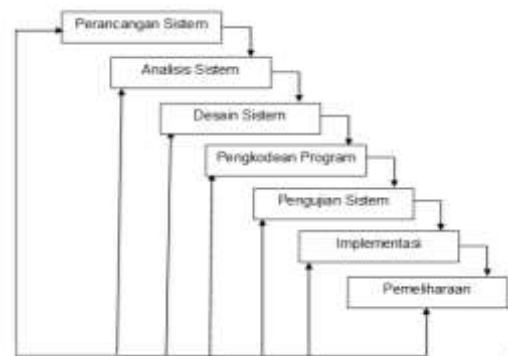 Perancangan Sistem
Analisis Sistem
Desain Sistem
Pengkodean Program
Pengujian Sistem
Implementasi
Pemeliharaan